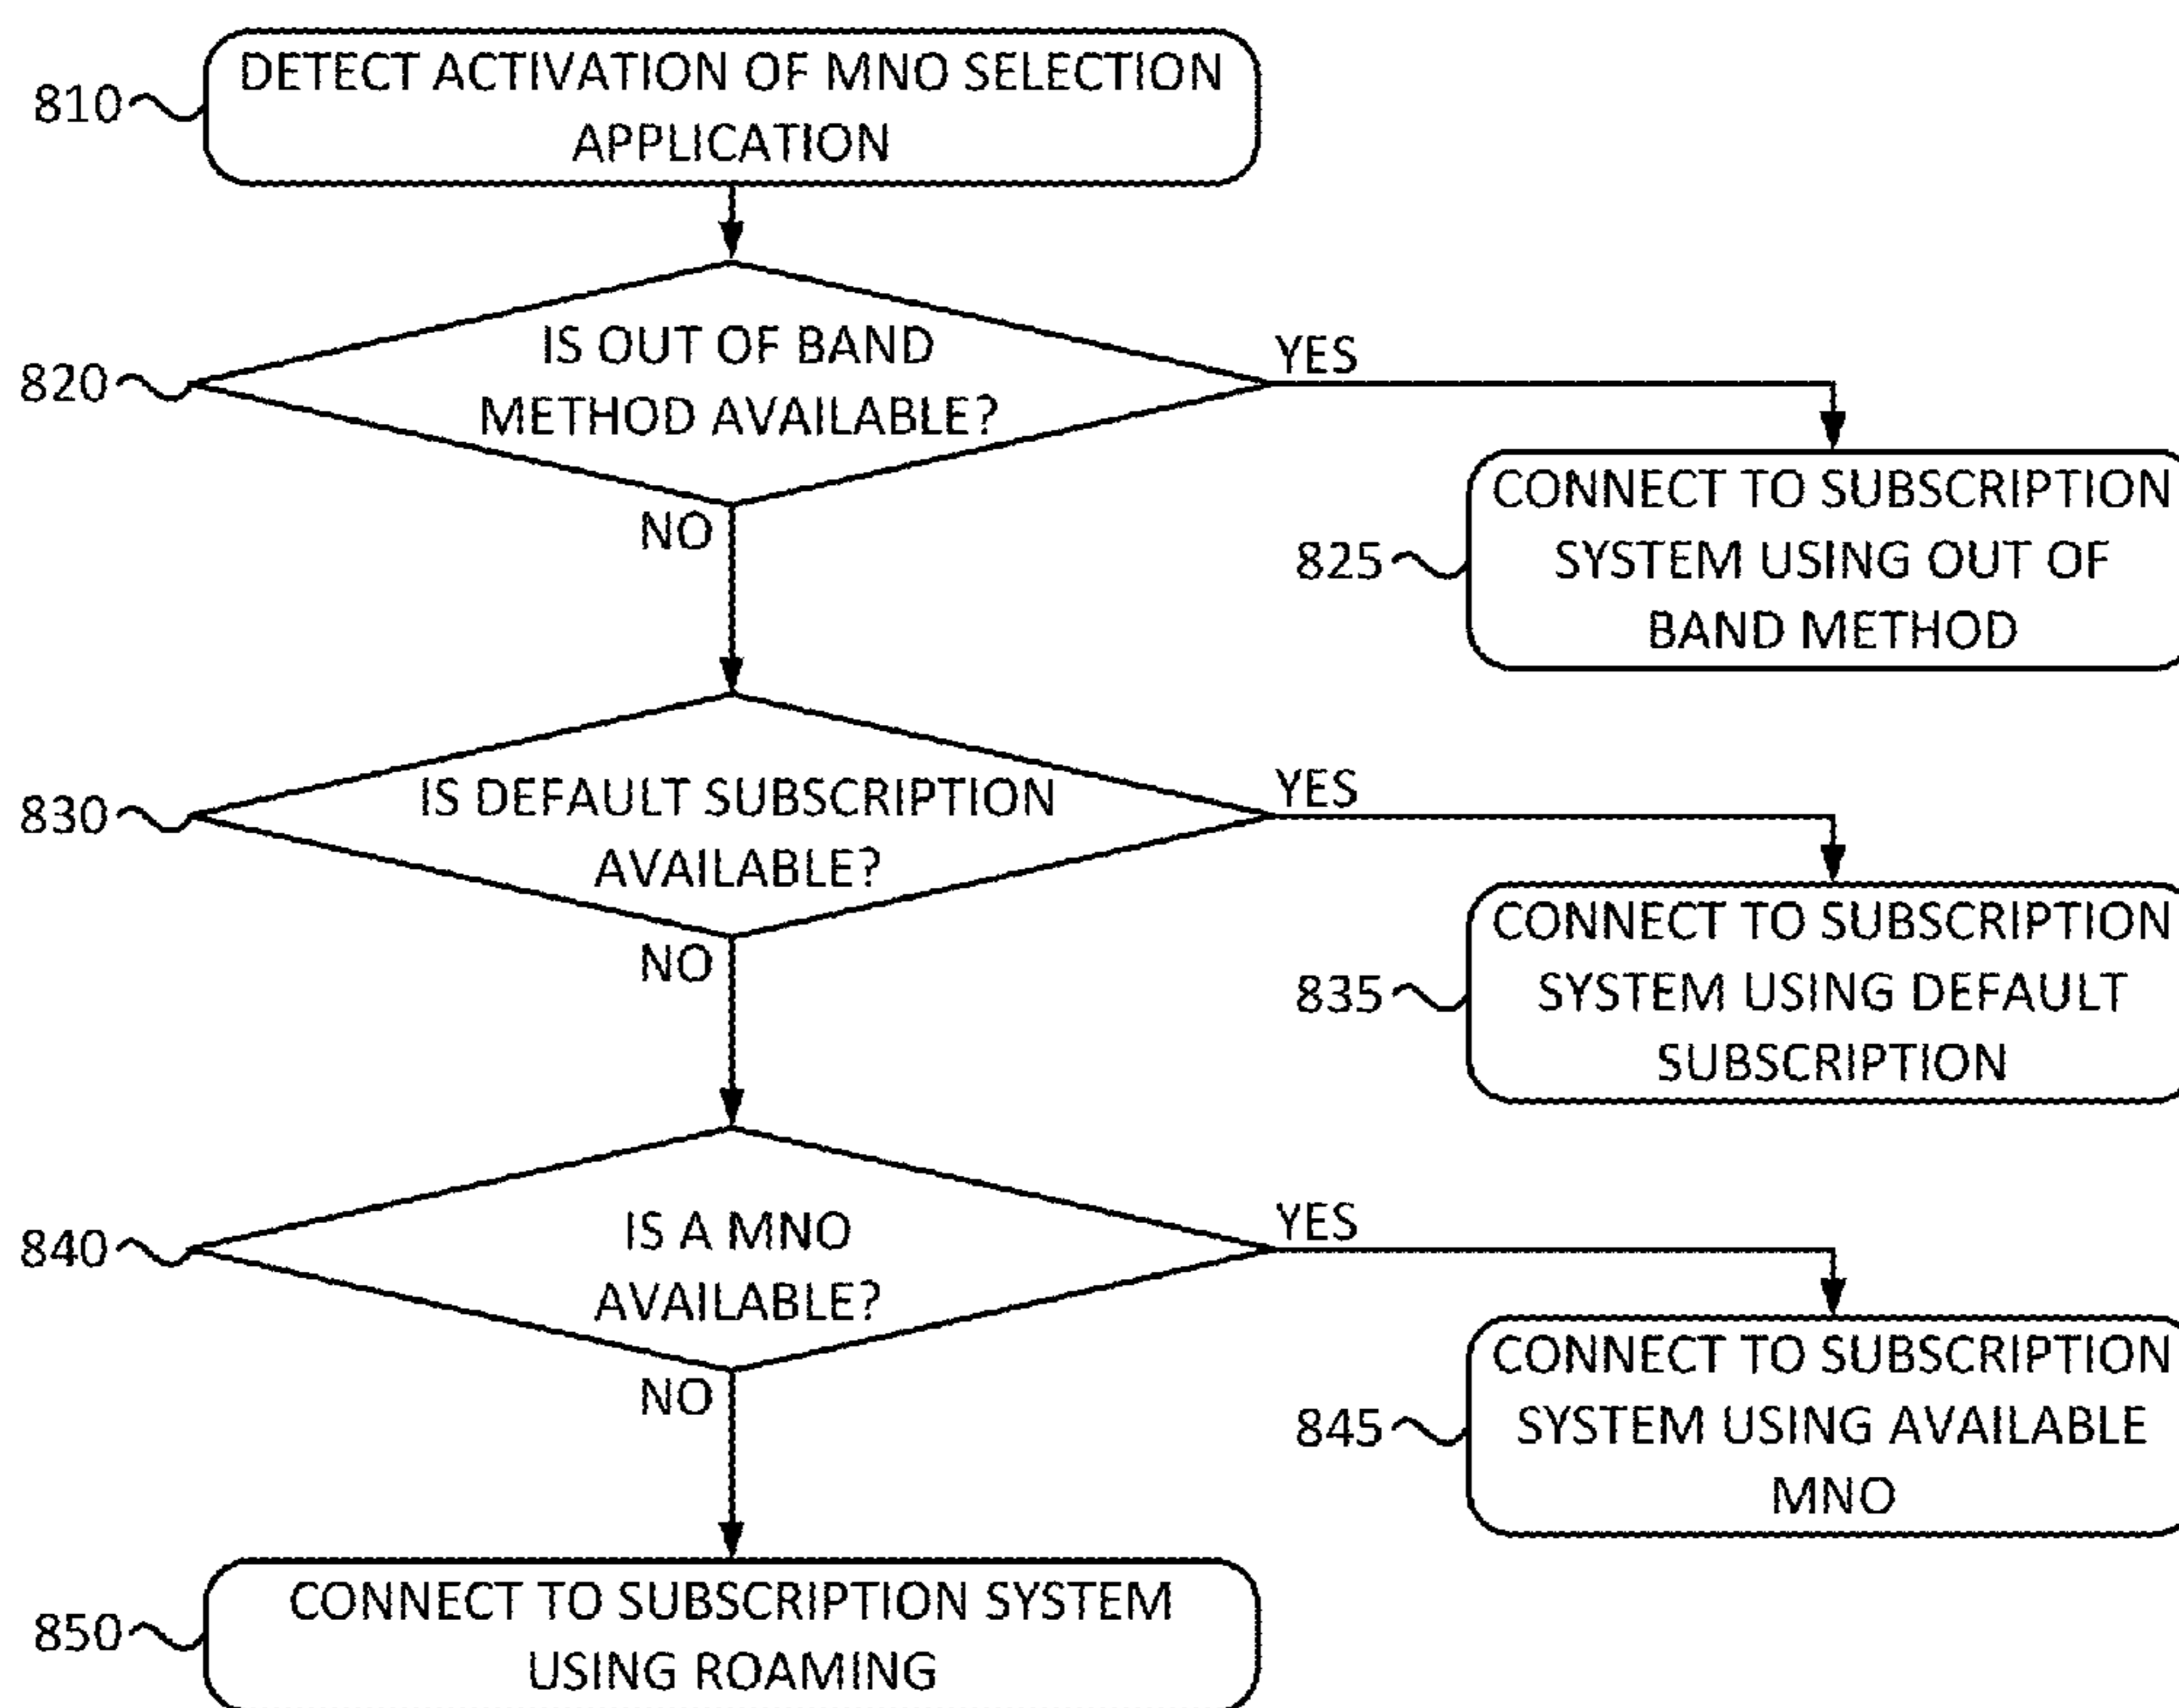 DETECT ACTIVATION OF MNO SELECTION
APPLICATION
810
IS OUT OF BAND
METHOD AVAILABLE?
820
YES
NO
CONNECT TO SUBSCRIPTION
SYSTEM USING OUT OF
BAND METHOD
825
IS DEFAULT SUBSCRIPTION
AVAILABLE?
830
YES
NO
CONNECT TO SUBSCRIPTION
SYSTEM USING DEFAULT
SUBSCRIPTION
835
IS A MNO
AVAILABLE?
840
YES
NO
CONNECT TO SUBSCRIPTION
SYSTEM USING AVAILABLE
MNO
845
CONNECT TO SUBSCRIPTION SYSTEM
USING ROAMING
850